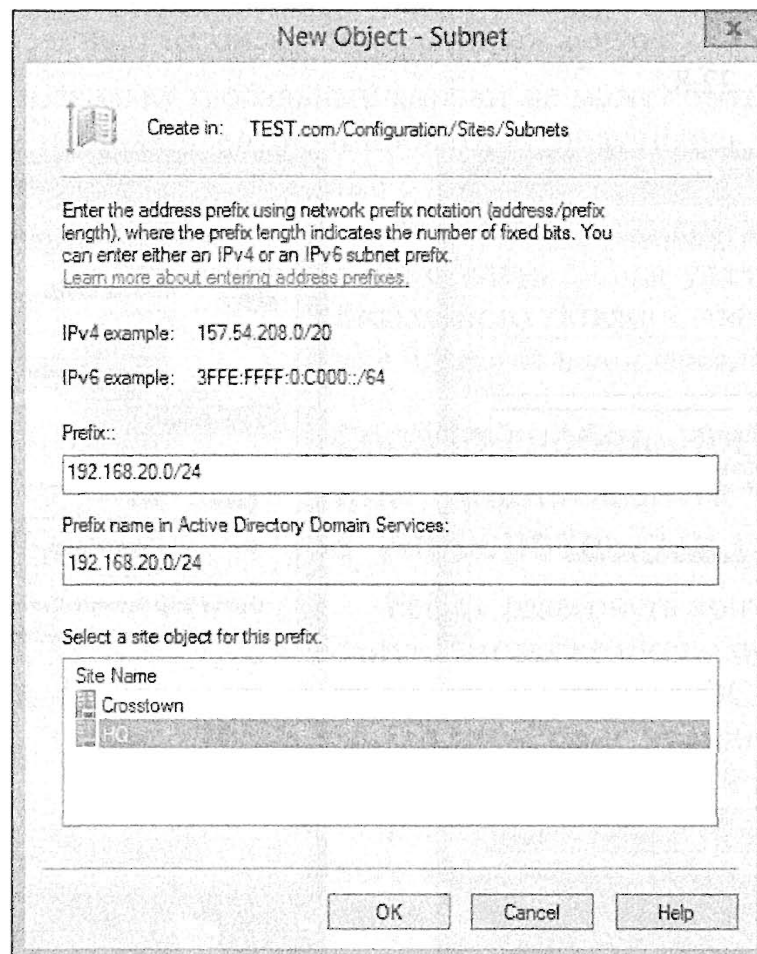 New Object - Subnet
x
Create in: TEST.com/Configuration/Sites/Subnets
Enter the address prefix using network prefix notation (address/prefix
length), where the prefix length indicates the number of fixed bits. You
can enter either an IPv4 or an IPv6 subnet prefix.
Learn more about entering address prefixes.
IPv4 example: 157.54.208.0/20
IPv6 example: 3FFE:FFFF:0:C000::/64
Prefix::
192.168.20.0/24
Prefix name in Active Directory Domain Services:
192.168.20.0/24
Select a site object for this prefix.
Site Name
Crosstown
HQ
OK
Cancel
Help